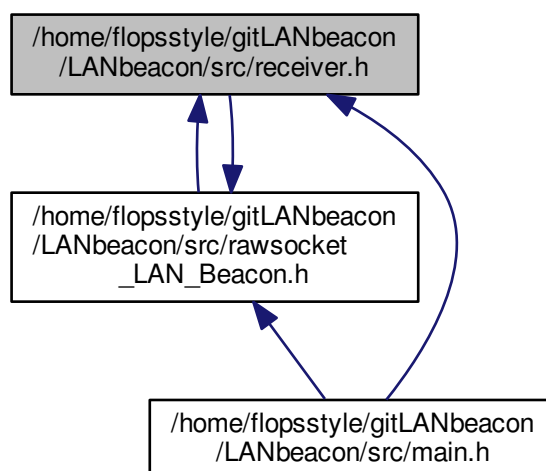 /home/flopsstyle/gitLANbeacon
/LANbeacon/src/receiver.h
/home/flopsstyle/gitLANbeacon
/LANbeacon/src/rawsocket
_LAN_Beacon.h
/home/flopsstyle/gitLANbeacon
/LANbeacon/src/main.h